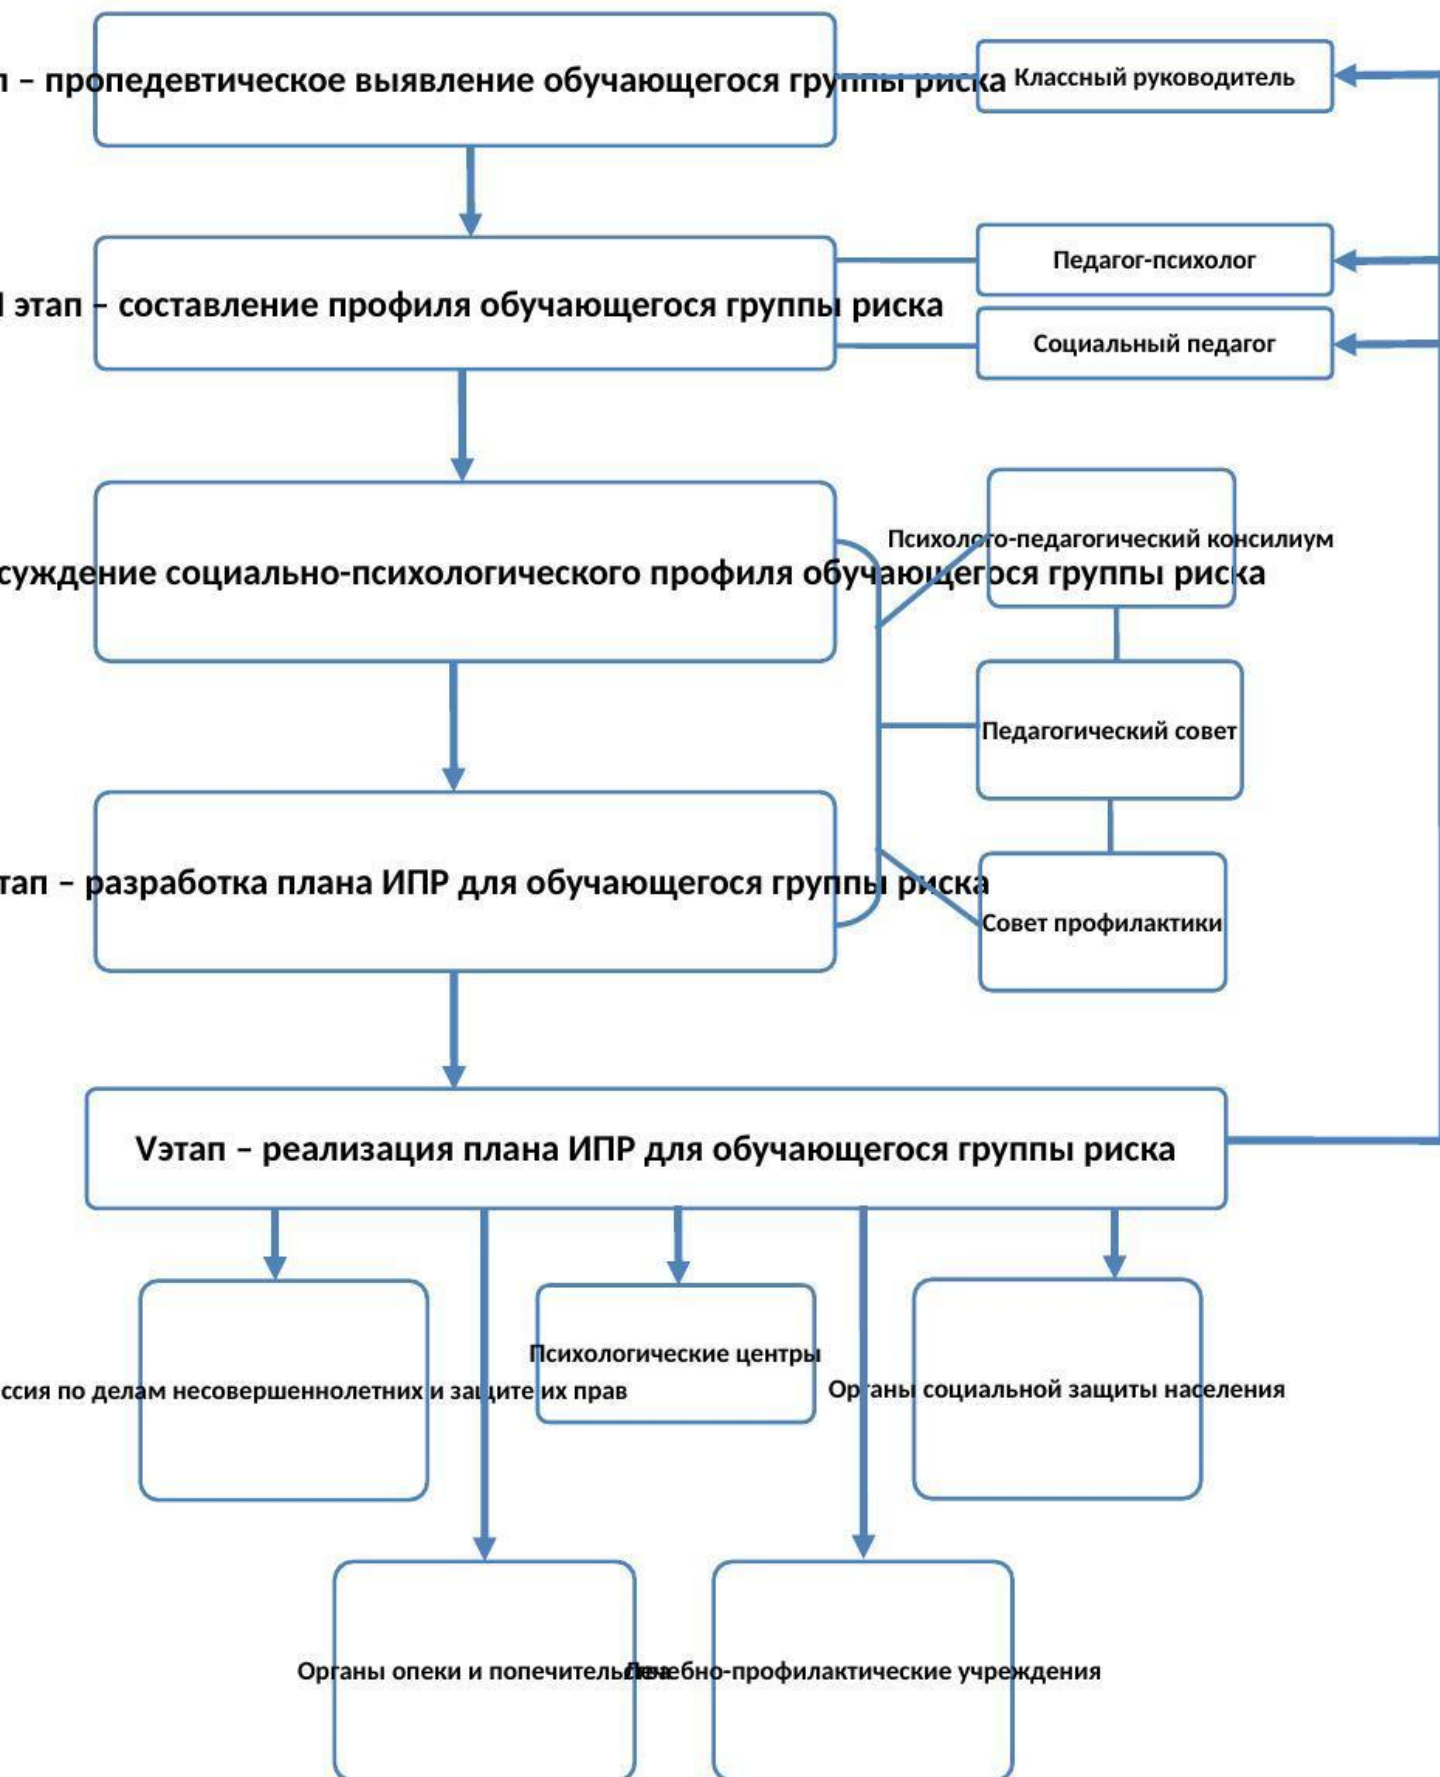 – пропедевтическое выявление обучающегося группы риска
Классный руководитель
Педагог-психолог
этап – составление профиля обучающегося группы риска
Социальный педагог
Психолого-педагогический консилиум
суждение социально-психологического профиля обучающегося группы риска
Педагогический совет
тап – разработка плана ИПР для обучающегося группы риска
Совет профилактики
Vэтап – реализация плана ИПР для обучающегося группы риска
Психологические центры
ссия по делам несовершеннолетних и защите их прав
Органы социальной защиты населения
Органы опеки и попечительства
Лечебно-профилактические учреждения